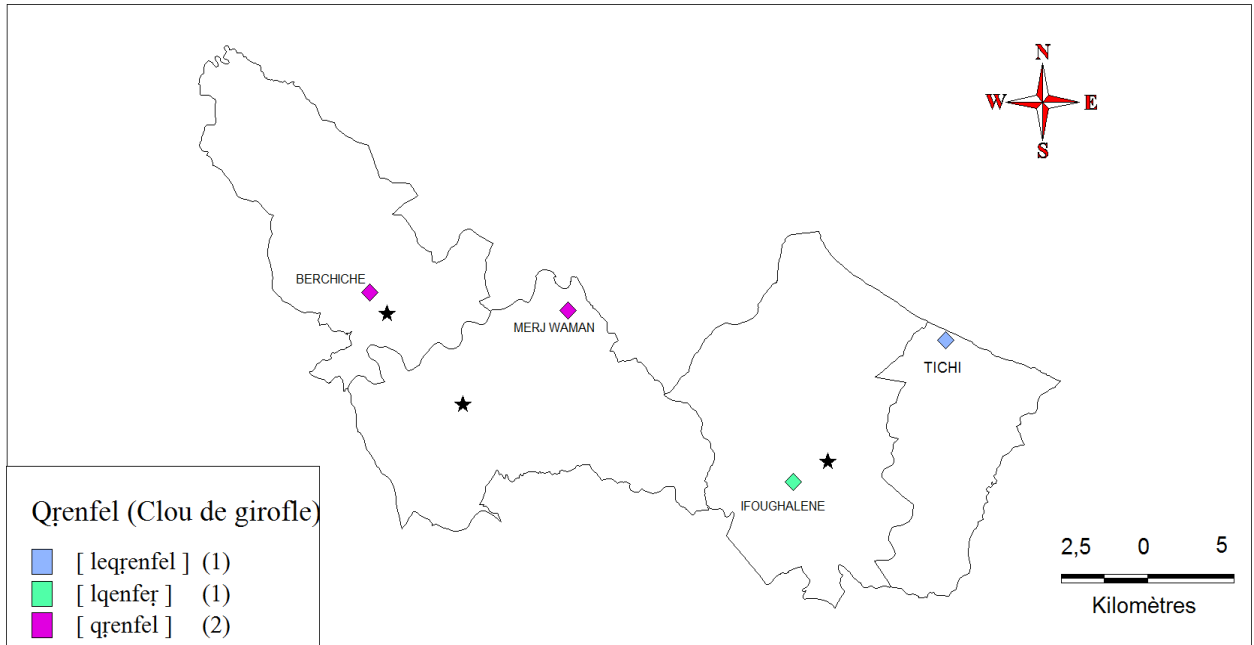 N
W E
S
BERCHICHE
MERJ WAMAN
TICHI
IFOUGHALENE
Qṛenfel (Clou de girofle)
[ leqṛenfel ] (1)
[ lqenfeṛ ] (1)
[ qṛenfel ] (2)
2,5 0 5
Kilomètres